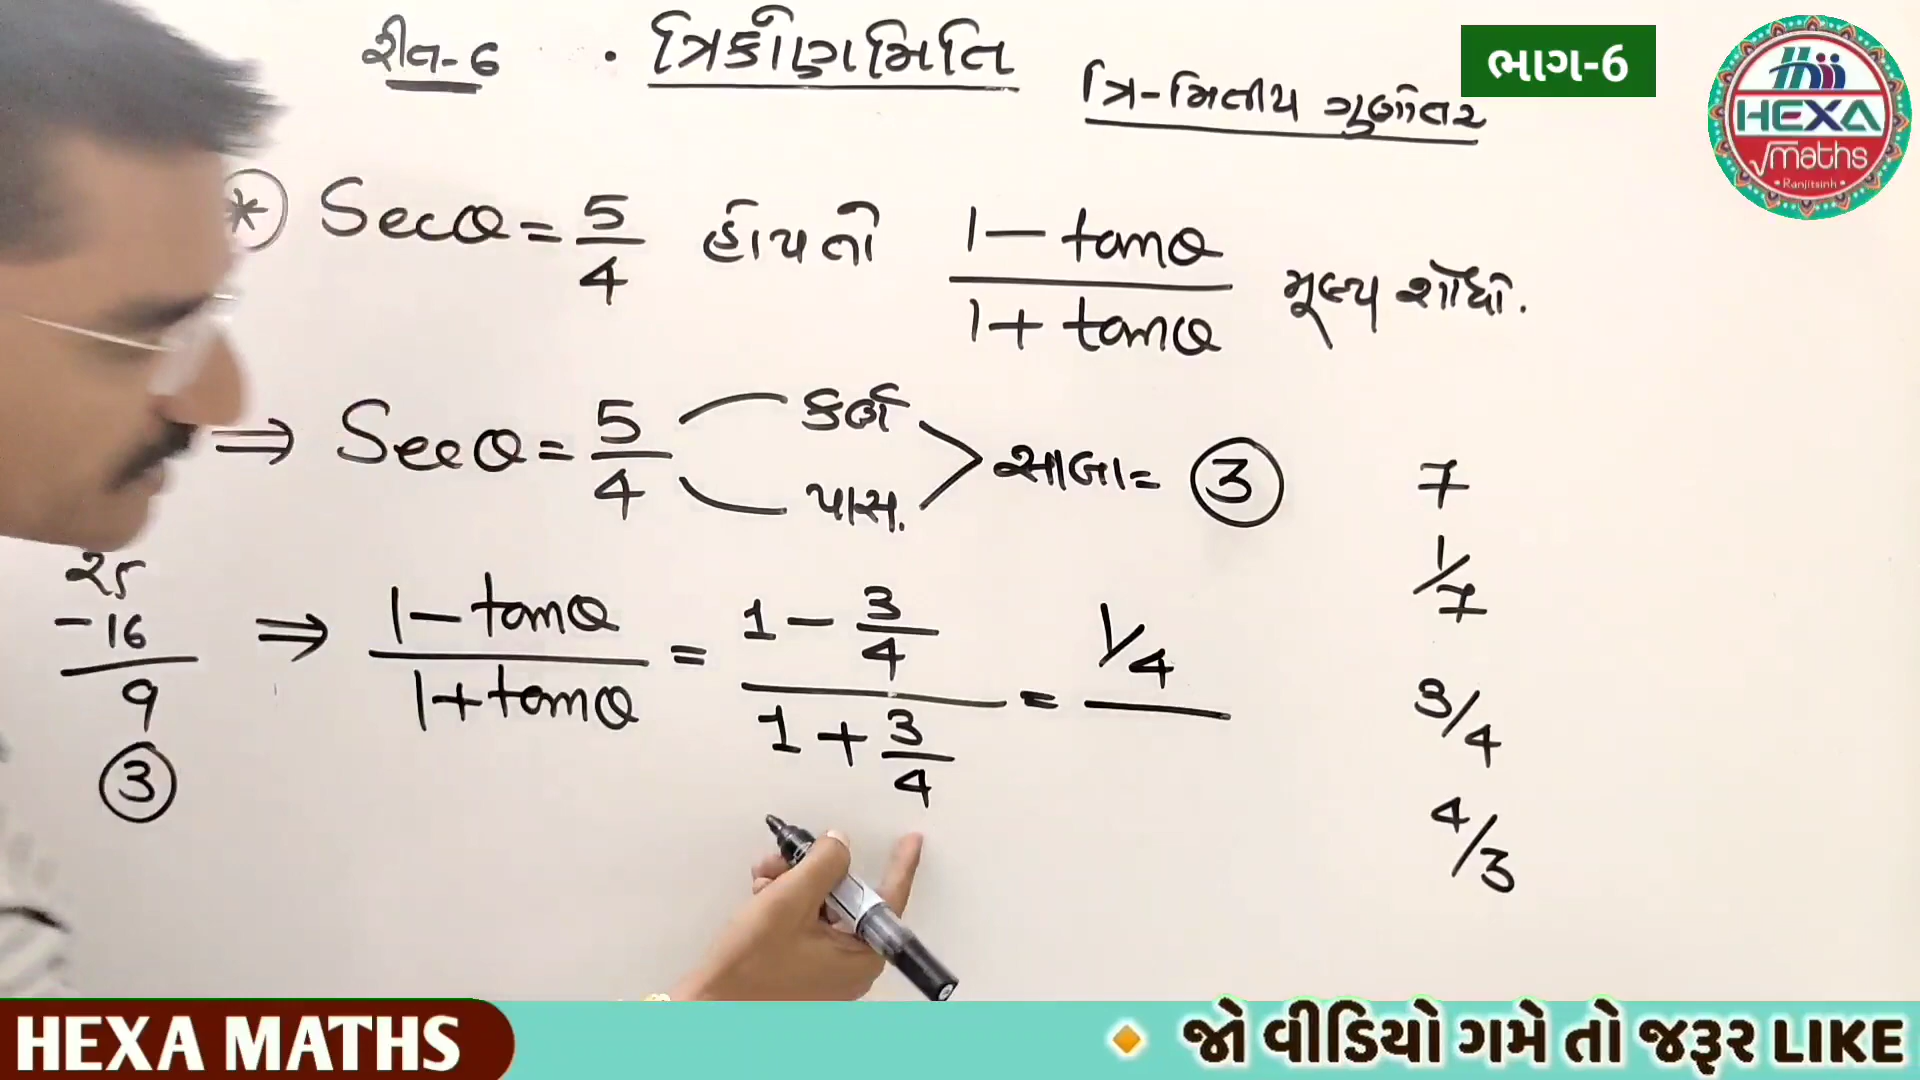 રીત-6 . ત્રિકોણમિતિ
ત્રિ-મિતીય ગુણોત્તર
ભાગ-6
HEXA
√maths
• Ranjitsinh •
* Secθ = 5/4 હોય તો (1 - tanθ)/(1 + tanθ) મૂલ્ય શોધો.
⇒ Secθ = 5/4 કર્ણ પાસ. સાબા = 3
25
-16
9
3
⇒ (1 - tanθ)/(1 + tanθ) = (1 - 3/4)/(1 + 3/4) = 1/4
7
1/7
3/4
4/3
HEXA MATHS
જો વીડિયો ગમે તો જરૂર LIKE